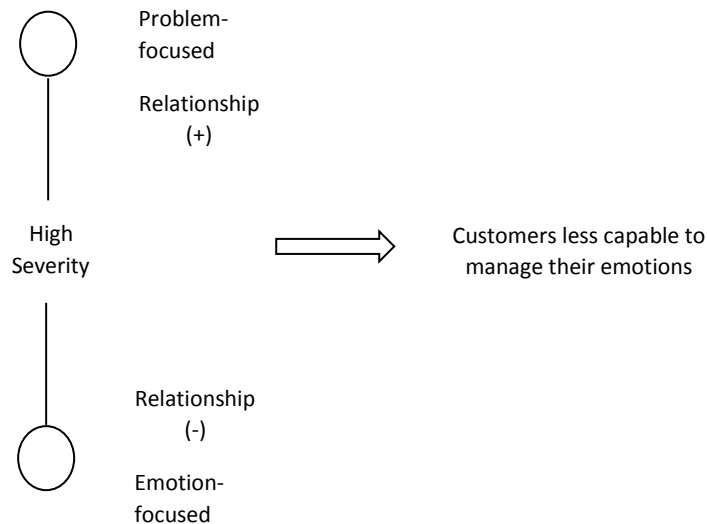 Problem-
focused
Relationship
(+)
High
Severity
Customers less capable to
manage their emotions
Relationship
(-)
Emotion-
focused